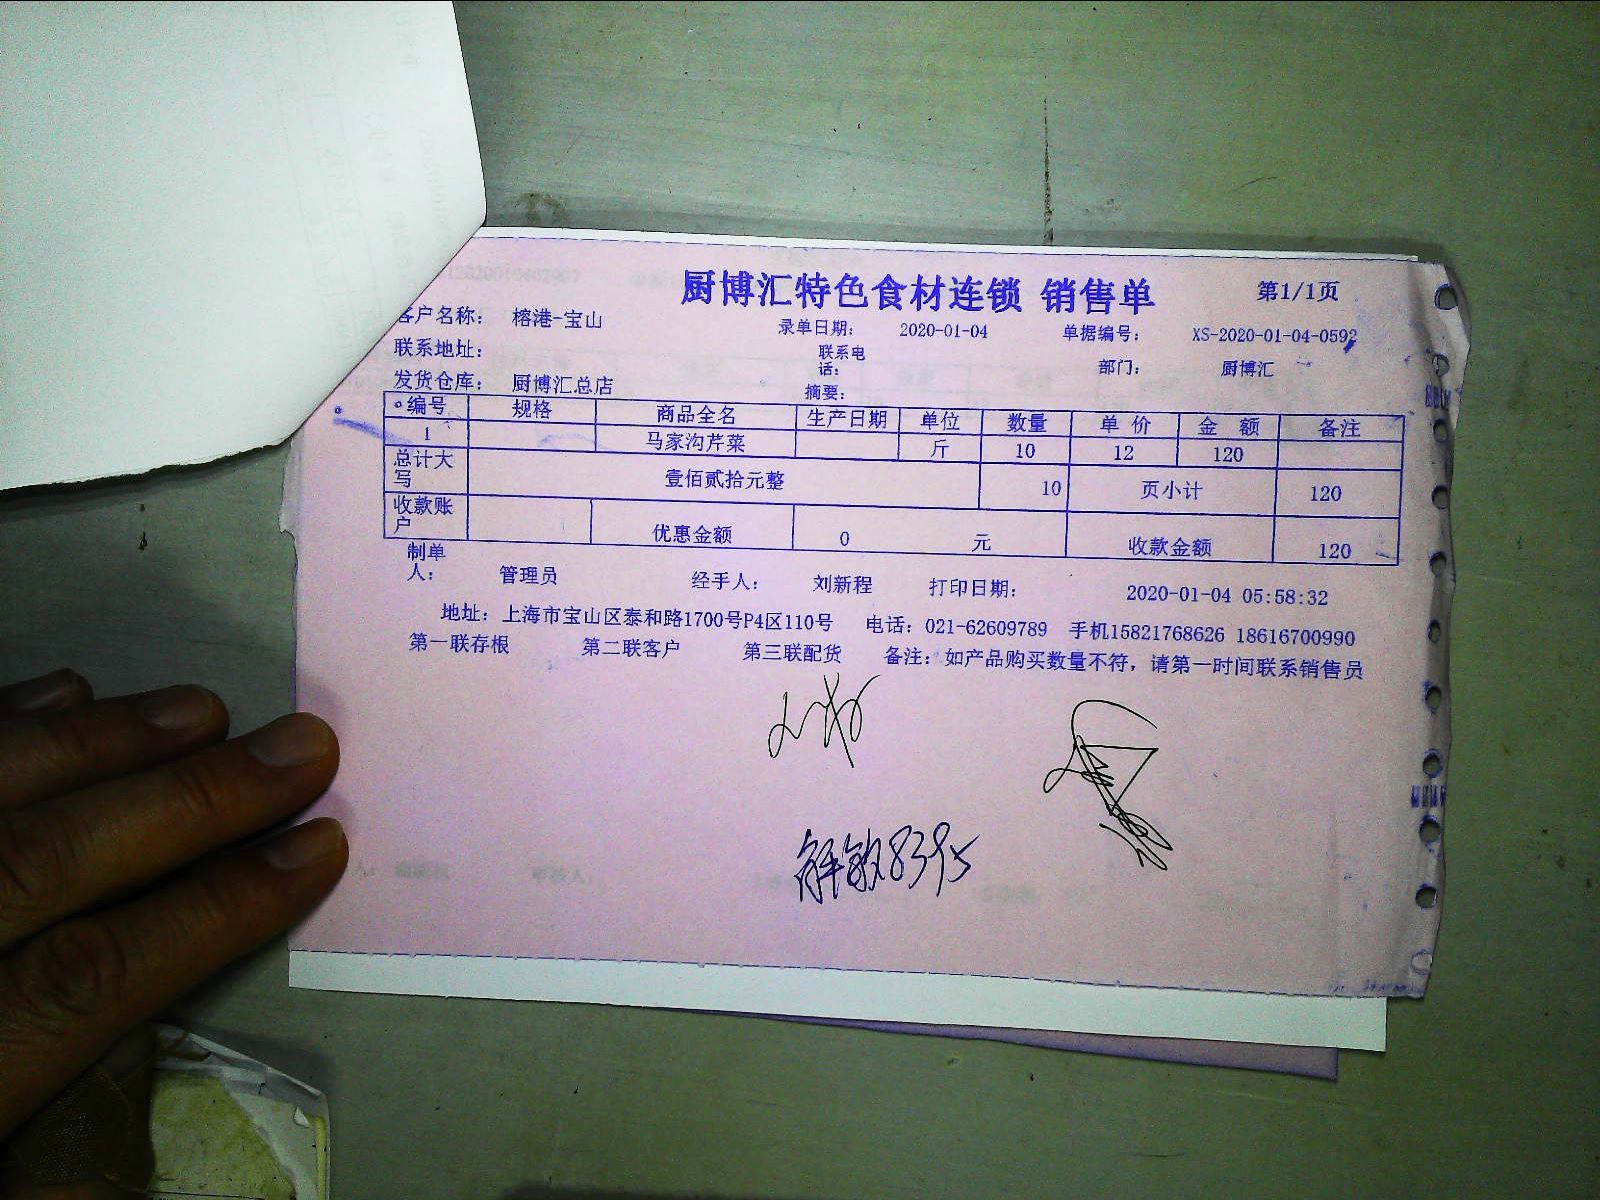 厨博汇特色食材连锁 销售单 第1/1页
客户名称： 榕港-宝山 录单日期： 2020-01-04 单据编号： XS-2020-01-04-0592
联系地址： 联系电话： 部门： 厨博汇
发货仓库： 厨博汇总店 摘要：
编号 规格 商品全名 生产日期 单位 数量 单价 金额 备注
1 马家沟芹菜 斤 10 12 120
总计大写 壹佰贰拾元整 10 页小计 120
收款账户 优惠金额 0 元 收款金额 120
制单人： 管理员 经手人： 刘新程 打印日期： 2020-01-04 05:58:32
地址：上海市宝山区泰和路1700号P4区110号 电话：021-62609789 手机15821768626 18616700990
第一联存根 第二联客户 第三联配货 备注：如产品购买数量不符，请第一时间联系销售员
解敏8395